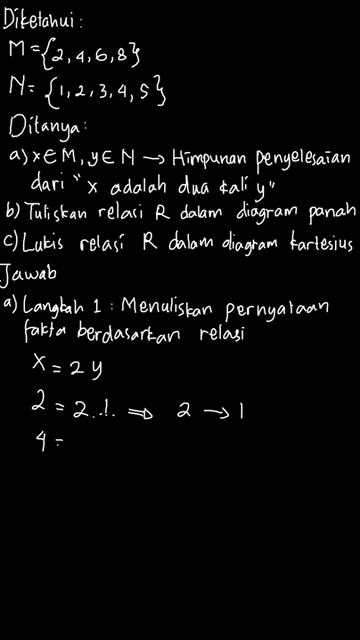 Diketahui:
M = {2, 4, 6, 8}
N = {1, 2, 3, 4, 5}
Ditanya:
a) x ∈ M, y ∈ N → Himpunan penyelesaian
dari "x adalah dua kali y"
b) Tuliskan relasi R dalam diagram panah
c) Lukis relasi R dalam diagram kartesius
Jawab
a) Langkah 1 : Menuliskan pernyataan
fakta berdasarkan relasi
x = 2 y
2 = 2 . 1 . ⇒ 2 → 1
4 =